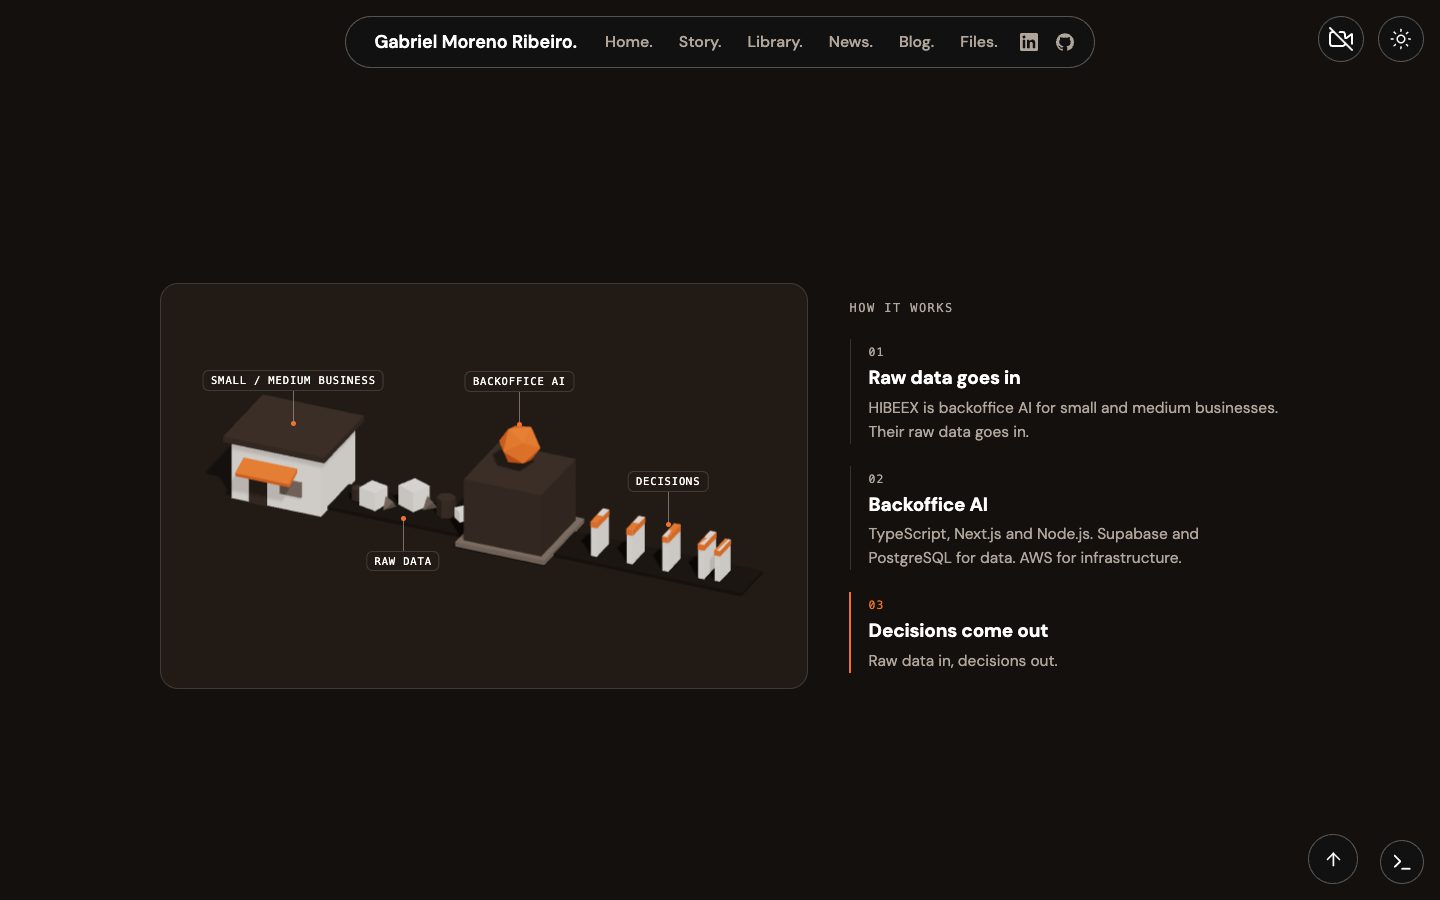 Gabriel Moreno Ribeiro. Home. Story. Library. News. Blog. Files.
SMALL / MEDIUM BUSINESS
BACKOFFICE AI
DECISIONS
RAW DATA
HOW IT WORKS
01
Raw data goes in
HIBEEX is backoffice AI for small and medium businesses.
Their raw data goes in.
02
Backoffice AI
TypeScript, Next.js and Node.js. Supabase and
PostgreSQL for data. AWS for infrastructure.
03
Decisions come out
Raw data in, decisions out.